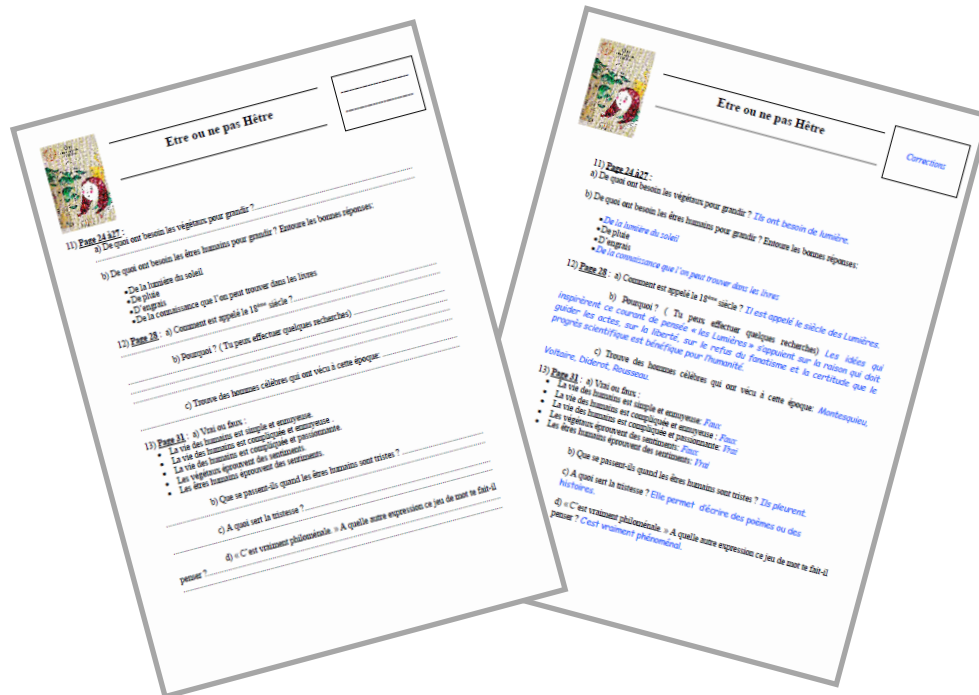 Etre ou ne pas Hêtre
11) Page 24 à27 :
a) De quoi ont besoin les végétaux pour grandir ?
b) De quoi ont besoin les êtres humains pour grandir ? Entoure les bonnes réponses:
•De la lumière du soleil
•De pluie
•D'engrais
•De la connaissance que l'on peut trouver dans les livres
12) Page 28 : a) Comment est appelé le 18ème siècle ?
b) Pourquoi ? ( Tu peux effectuer quelques recherches)
c) Trouve des hommes célèbres qui ont vécu à cette époque:
13) Page 31 : a) Vrai ou faux :
• La vie des humains est simple et ennuyeuse.
• La vie des humains est compliquée et ennuyeuse .
• La vie des humains est compliquée et passionnante.
• Les végétaux éprouvent des sentiments.
• Les êtres humains éprouvent des sentiments.
b) Que se passent-ils quand les êtres humains sont tristes ?
c) A quoi sert la tristesse ?
d) « C'est vraiment philoménale. » A quelle autre expression ce jeu de mot te fait-il
penser ?
Etre ou ne pas Hêtre
Corrections
11) Page 24 à27 :
a) De quoi ont besoin les végétaux pour grandir ? Ils ont besoin de lumière.
b) De quoi ont besoin les êtres humains pour grandir ? Entoure les bonnes réponses:
•De la lumière du soleil
•De pluie
•D'engrais
•De la connaissance que l'on peut trouver dans les livres
12) Page 28 : a) Comment est appelé le 18ème siècle ? Il est appelé le siècle des Lumières.
b) Pourquoi ? ( Tu peux effectuer quelques recherches) Les idées qui
inspirèrent ce courant de pensée « les Lumières » s'appuient sur la raison qui doit
guider les actes, sur la liberté, sur le refus du fanatisme et la certitude que le
progrès scientifique est bénéfique pour l'humanité.
c) Trouve des hommes célèbres qui ont vécu à cette époque: Montesquieu,
Voltaire, Diderot, Rousseau.
13) Page 31 : a) Vrai ou faux :
• La vie des humains est simple et ennuyeuse: Faux
• La vie des humains est compliquée et ennuyeuse : Faux
• La vie des humains est compliquée et passionnante: Vrai
• Les végétaux éprouvent des sentiments: Faux
• Les êtres humains éprouvent des sentiments: Vrai
b) Que se passent-ils quand les êtres humains sont tristes ? Ils pleurent.
c) A quoi sert la tristesse ? Elle permet d'écrire des poèmes ou des
histoires.
d) « C'est vraiment philoménale. » A quelle autre expression ce jeu de mot te fait-il
penser ? C'est vraiment phénoménal.